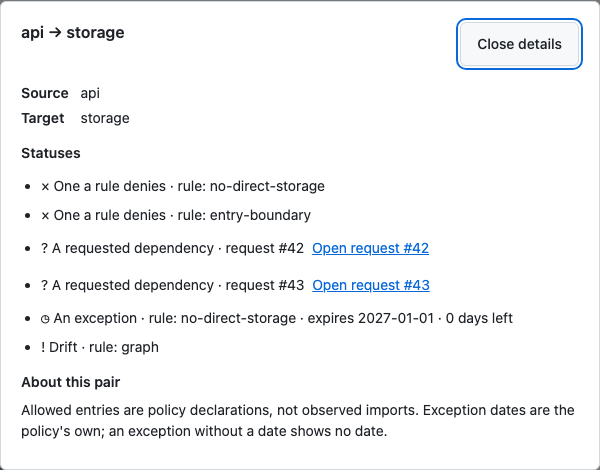 api → storage
Close details
Source api
Target storage
Statuses
• × One a rule denies · rule: no-direct-storage
• × One a rule denies · rule: entry-boundary
• ? A requested dependency · request #42 Open request #42
• ? A requested dependency · request #43 Open request #43
• ◷ An exception · rule: no-direct-storage · expires 2027-01-01 · 0 days left
• ! Drift · rule: graph
About this pair
Allowed entries are policy declarations, not observed imports. Exception dates are the
policy's own; an exception without a date shows no date.